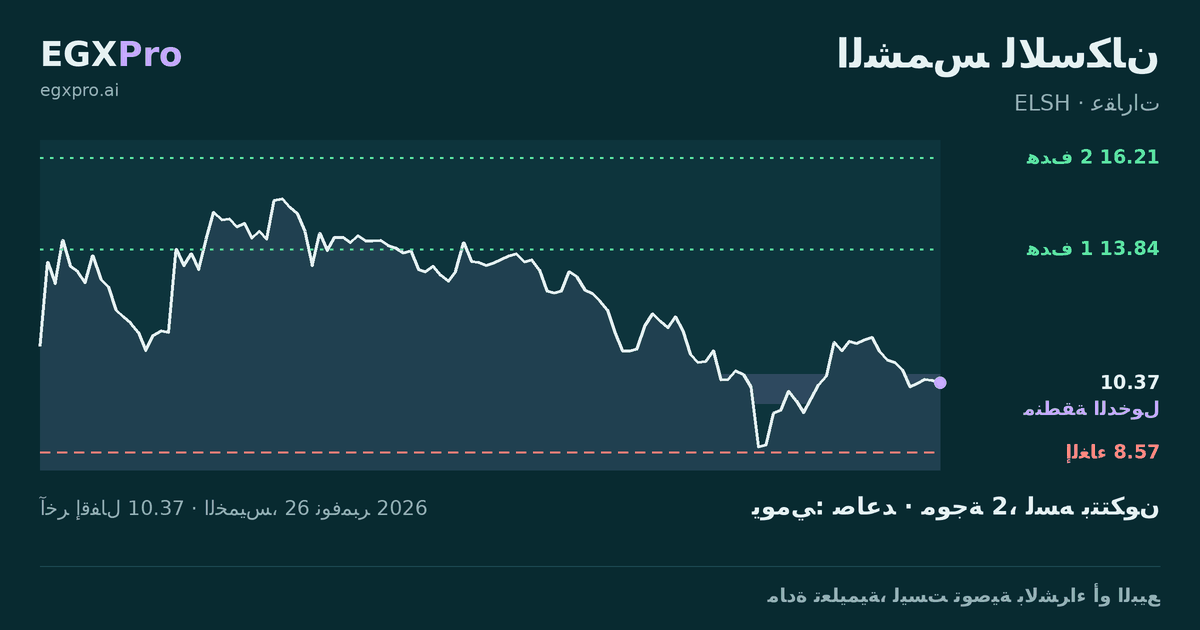 EGXPro
egxpro.ai
الشمس للاسكان
ELSH · عقارات
هدف 2 16.21
هدف 1 13.84
10.37
منطقة الدخول
إلغاء 8.57
يومي: صاعد · موجة 2، لسه بتتكون
آخر إقفال 10.37 · الخميس، 26 نوفمبر 2026
مادة تعليمية، ليست توصية بالشراء أو البيع